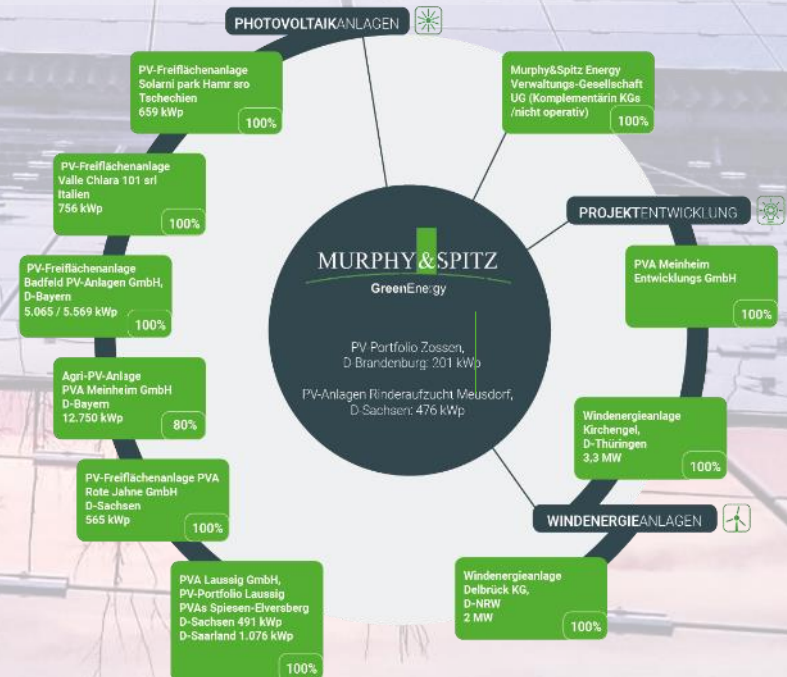 PHOTOVOLTAIKANLAGEN
PV-Freiflächenanlage
Solarni park Hamr sro
Tschechien
659 kWp
100%
PV-Freiflächenanlage
Valle Chiara 101 srl
Italien
756 kWp
100%
PV-Freiflächenanlage
Badfeld PV-Anlagen GmbH,
D-Bayern
5.065 / 5.569 kWp
100%
Agri-PV-Anlage
PVA Meinheim GmbH
D-Bayern
12.750 kWp
80%
PV-Freiflächenanlage PVA
Rote Jahne GmbH
D-Sachsen
565 kWp
100%
PVA Laussig GmbH,
PV-Portfolio Laussig
PVAs Spiesen-Elversberg
D-Sachsen 491 kWp
D-Saarland 1.076 kWp
100%
MURPHY&SPITZ
GreenEnergy
PV Portfolio Zossen,
D-Brandenburg: 201 kWp
PV-Anlagen Rinderaufzucht Meusdorf,
D-Sachsen: 476 kWp
Murphy&Spitz Energy
Verwaltungs-Gesellschaft
UG (Komplementärin KGs
/nicht operativ)
100%
PROJEKTENTWICKLUNG
PVA Meinheim
Entwicklungs GmbH
100%
Windenergieanlage
Kirchengel,
D-Thüringen
3,3 MW
100%
WINDENERGIEANLAGEN
Windenergieanlage
Delbrück KG,
D-NRW
2 MW
100%